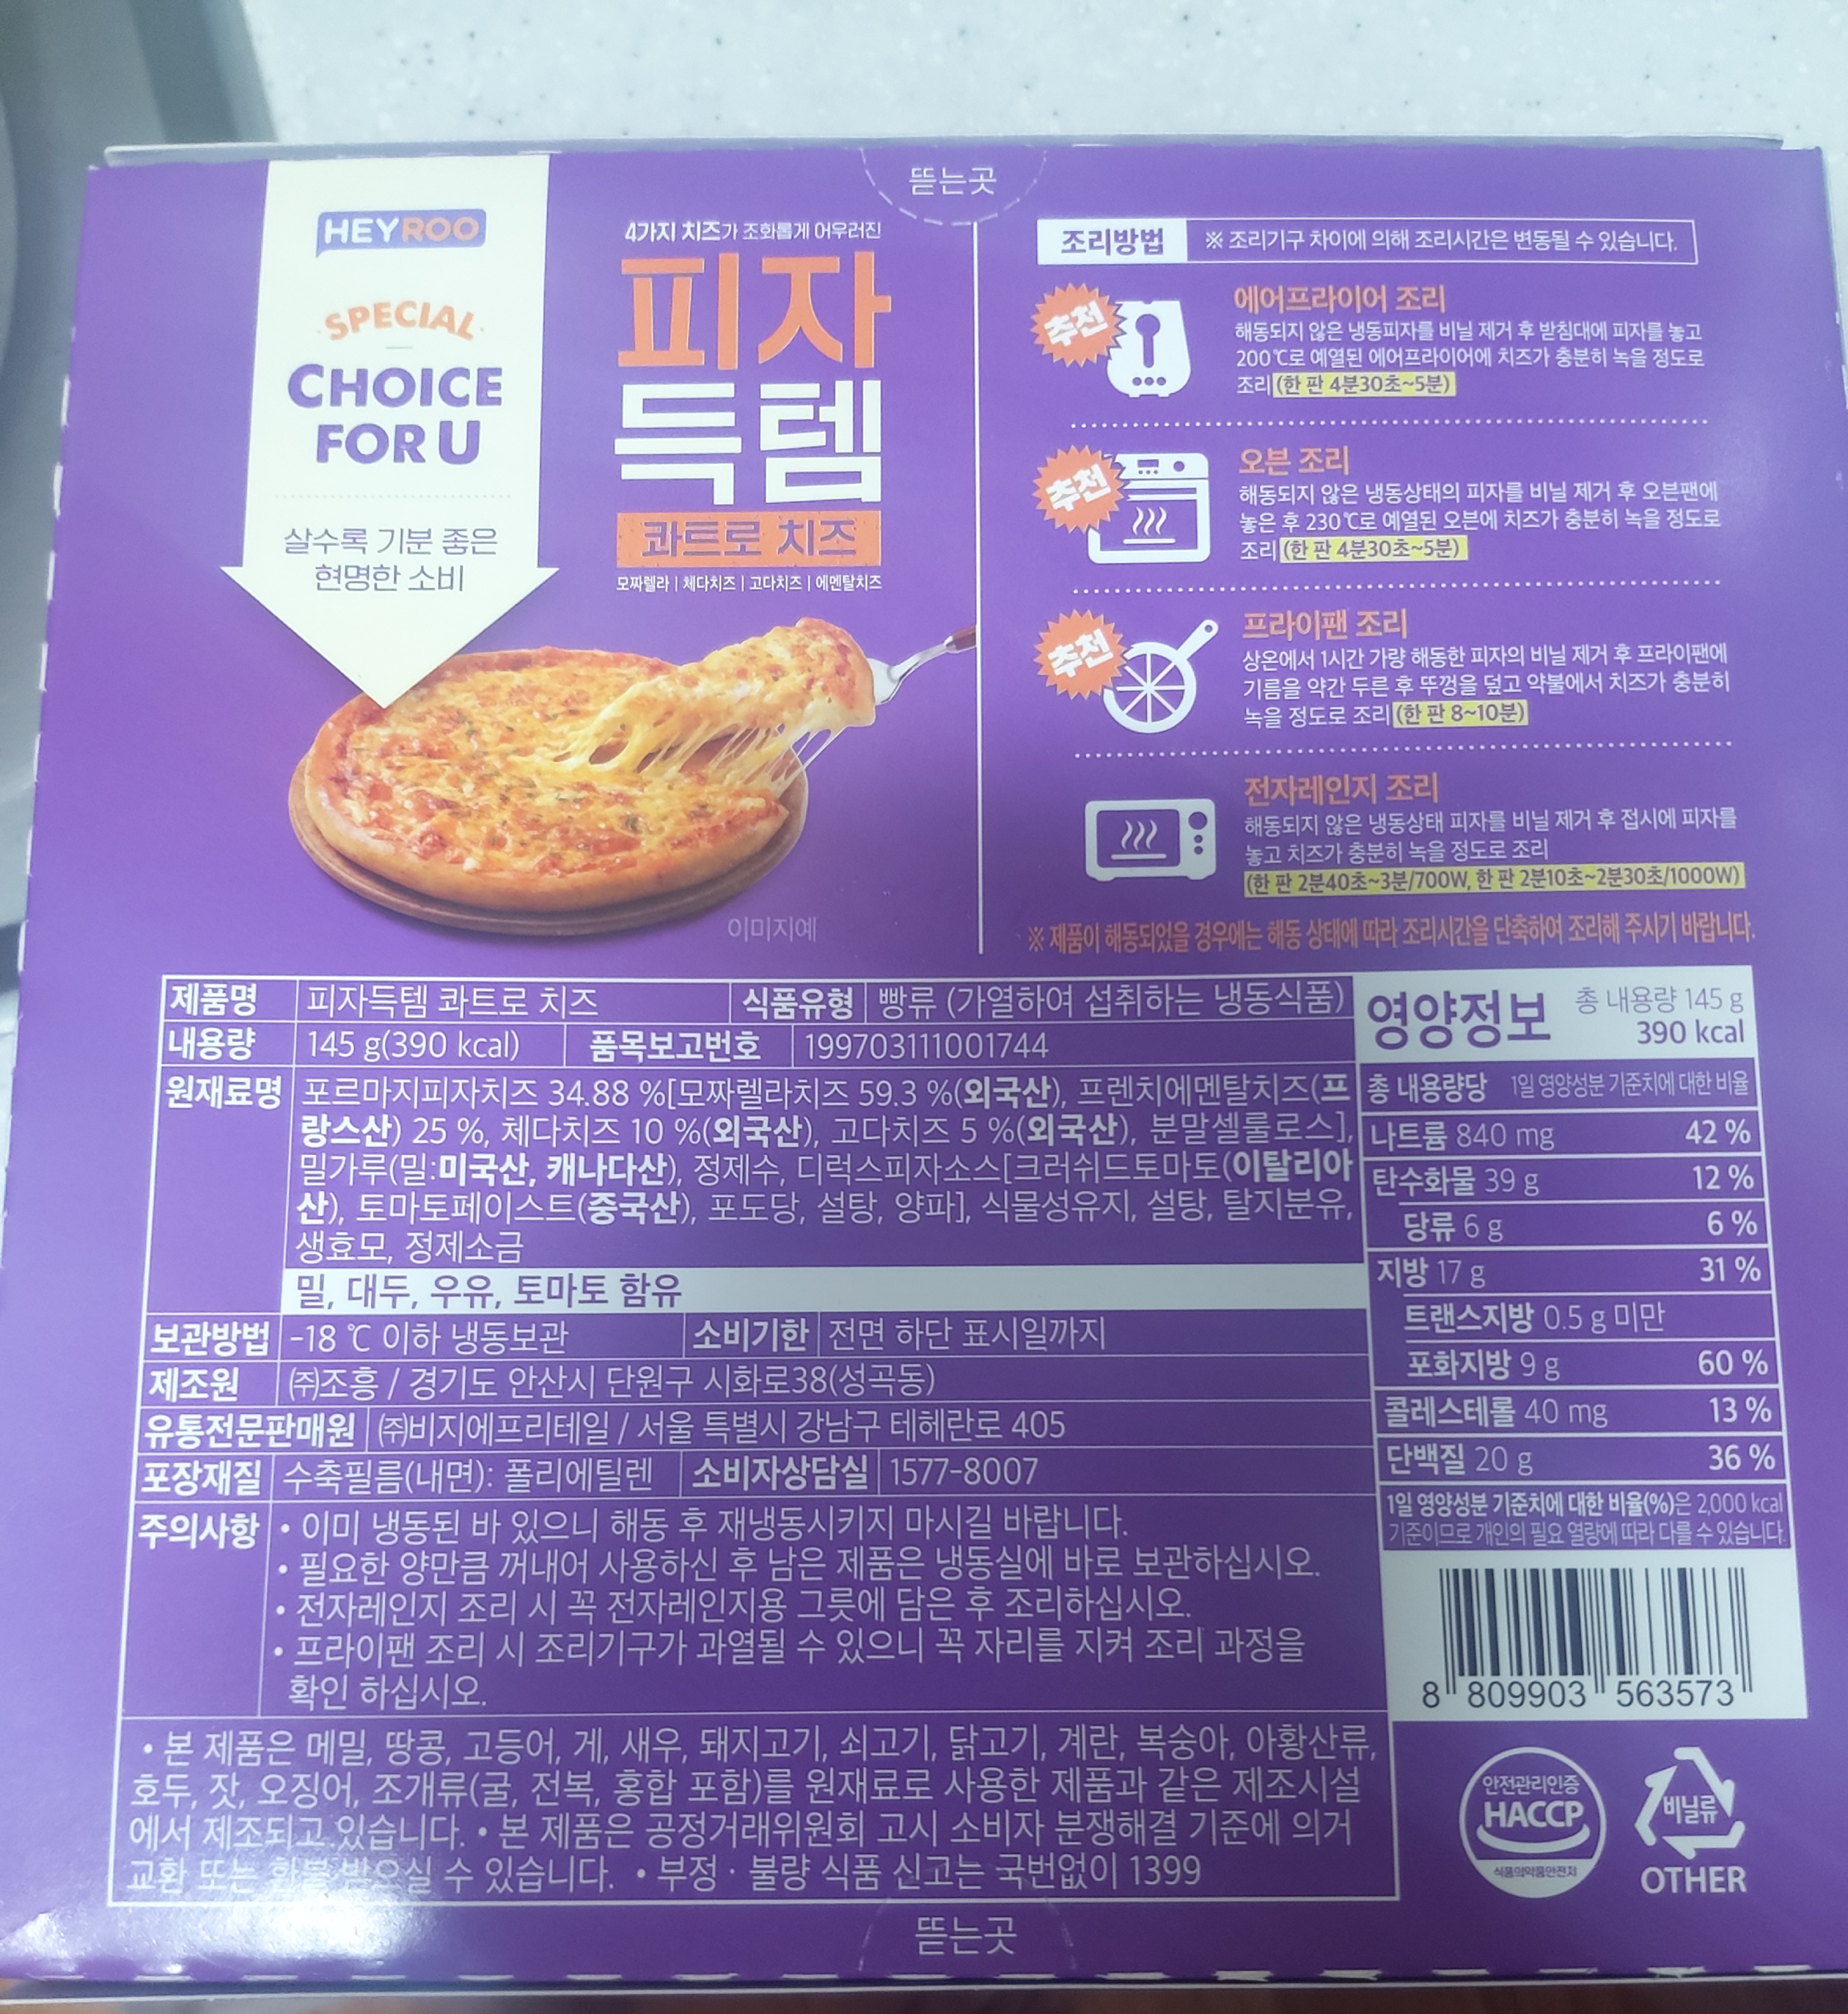 뜯는곳
HEYROO
SPECIAL
CHOICE
FOR U
살수록 기분 좋은
현명한 소비
4가지 치즈가 조화롭게 어우러진
피자
득템
콰트로 치즈
모짜렐라 | 체다치즈 | 고다치즈 | 에멘탈치즈
이미지예
조리방법 ※ 조리기구 차이에 의해 조리시간은 변동될 수 있습니다.
추천
에어프라이어 조리
해동되지 않은 냉동피자를 비닐 제거 후 받침대에 피자를 놓고
200℃로 예열된 에어프라이어에 치즈가 충분히 녹을 정도로
조리 (한 판 4분30초~5분)
추천
오븐 조리
해동되지 않은 냉동상태의 피자를 비닐 제거 후 오븐팬에
놓은 후 230℃로 예열된 오븐에 치즈가 충분히 녹을 정도로
조리 (한 판 4분30초~5분)
추천
프라이팬 조리
상온에서 1시간 가량 해동한 피자의 비닐 제거 후 프라이팬에
기름을 약간 두른 후 뚜껑을 덮고 약불에서 치즈가 충분히
녹을 정도로 조리 (한 판 8~10분)
전자레인지 조리
해동되지 않은 냉동상태 피자를 비닐 제거 후 접시에 피자를
놓고 치즈가 충분히 녹을 정도로 조리
(한 판 2분40초~3분/700W, 한 판 2분10초~2분30초/1000W)
※ 제품이 해동되었을 경우에는 해동 상태에 따라 조리시간을 단축하여 조리해 주시기 바랍니다.
제품명 피자득템 콰트로 치즈 식품유형 빵류 (가열하여 섭취하는 냉동식품)
내용량 145 g(390 kcal) 품목보고번호 199703111001744
원재료명 포르마지피자치즈 34.88 %[모짜렐라치즈 59.3 %(외국산), 프렌치에멘탈치즈(프
랑스산) 25 %, 체다치즈 10 %(외국산), 고다치즈 5 %(외국산), 분말셀룰로스],
밀가루(밀:미국산, 캐나다산), 정제수, 디럭스피자소스[크러쉬드토마토(이탈리아
산), 토마토페이스트(중국산), 포도당, 설탕, 양파], 식물성유지, 설탕, 탈지분유,
생효모, 정제소금
밀, 대두, 우유, 토마토 함유
보관방법 -18 ℃ 이하 냉동보관 소비기한 전면 하단 표시일까지
제조원 ㈜조흥 / 경기도 안산시 단원구 시화로38(성곡동)
유통전문판매원 ㈜비지에프리테일 / 서울 특별시 강남구 테헤란로 405
포장재질 수축필름(내면): 폴리에틸렌 소비자상담실 1577-8007
주의사항 • 이미 냉동된 바 있으니 해동 후 재냉동시키지 마시길 바랍니다.
• 필요한 양만큼 꺼내어 사용하신 후 남은 제품은 냉동실에 바로 보관하십시오.
• 전자레인지 조리 시 꼭 전자레인지용 그릇에 담은 후 조리하십시오.
• 프라이팬 조리 시 조리기구가 과열될 수 있으니 꼭 자리를 지켜 조리 과정을
확인 하십시오.
• 본 제품은 메밀, 땅콩, 고등어, 게, 새우, 돼지고기, 쇠고기, 닭고기, 계란, 복숭아, 아황산류,
호두, 잣, 오징어, 조개류(굴, 전복, 홍합 포함)를 원재료로 사용한 제품과 같은 제조시설
에서 제조되고 있습니다. • 본 제품은 공정거래위원회 고시 소비자 분쟁해결 기준에 의거
교환 또는 환불 받으실 수 있습니다. • 부정 · 불량 식품 신고는 국번없이 1399
영양정보 총 내용량 145 g
390 kcal
총 내용량당 1일 영양성분 기준치에 대한 비율
나트륨 840 mg 42 %
탄수화물 39 g 12 %
당류 6 g 6 %
지방 17 g 31 %
트랜스지방 0.5 g 미만
포화지방 9 g 60 %
콜레스테롤 40 mg 13 %
단백질 20 g 36 %
1일 영양성분 기준치에 대한 비율(%)은 2,000 kcal
기준이므로 개인의 필요 열량에 따라 다를 수 있습니다.
8 809903 563573
안전관리인증
HACCP
식품의약품안전처
비닐류
OTHER
뜯는곳